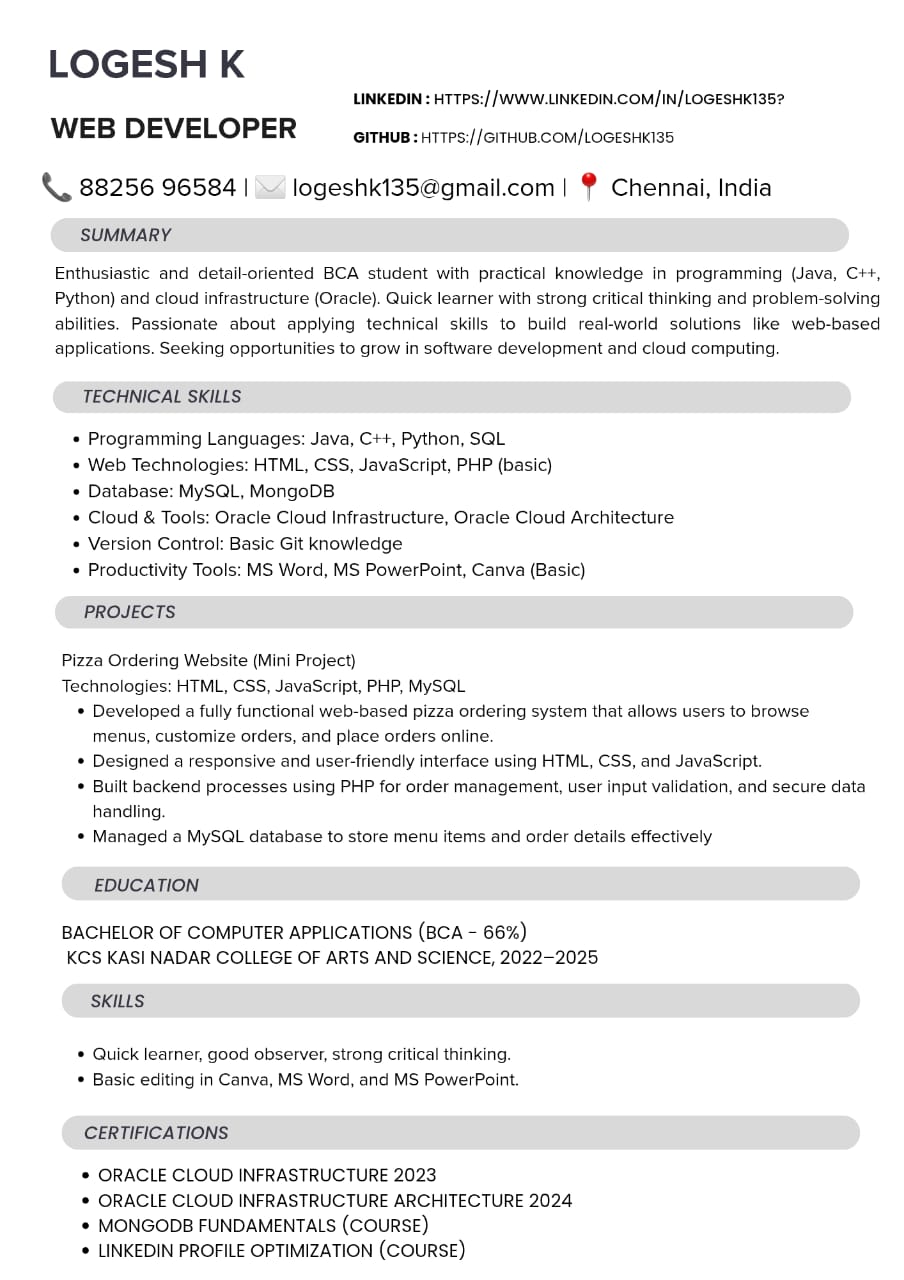 LOGESH K
WEB DEVELOPER
LINKEDIN : HTTPS://WWW.LINKEDIN.COM/IN/LOGESHK135?
GITHUB : HTTPS://GITHUB.COM/LOGESHK135
88256 96584 | logeshk135@gmail.com | Chennai, India
SUMMARY
Enthusiastic and detail-oriented BCA student with practical knowledge in programming (Java, C++,
Python) and cloud infrastructure (Oracle). Quick learner with strong critical thinking and problem-solving
abilities. Passionate about applying technical skills to build real-world solutions like web-based
applications. Seeking opportunities to grow in software development and cloud computing.
TECHNICAL SKILLS
• Programming Languages: Java, C++, Python, SQL
• Web Technologies: HTML, CSS, JavaScript, PHP (basic)
• Database: MySQL, MongoDB
• Cloud & Tools: Oracle Cloud Infrastructure, Oracle Cloud Architecture
• Version Control: Basic Git knowledge
• Productivity Tools: MS Word, MS PowerPoint, Canva (Basic)
PROJECTS
Pizza Ordering Website (Mini Project)
Technologies: HTML, CSS, JavaScript, PHP, MySQL
• Developed a fully functional web-based pizza ordering system that allows users to browse
menus, customize orders, and place orders online.
• Designed a responsive and user-friendly interface using HTML, CSS, and JavaScript.
• Built backend processes using PHP for order management, user input validation, and secure data
handling.
• Managed a MySQL database to store menu items and order details effectively
EDUCATION
BACHELOR OF COMPUTER APPLICATIONS (BCA - 66%)
KCS KASI NADAR COLLEGE OF ARTS AND SCIENCE, 2022–2025
SKILLS
• Quick learner, good observer, strong critical thinking.
• Basic editing in Canva, MS Word, and MS PowerPoint.
CERTIFICATIONS
• ORACLE CLOUD INFRASTRUCTURE 2023
• ORACLE CLOUD INFRASTRUCTURE ARCHITECTURE 2024
• MONGODB FUNDAMENTALS (COURSE)
• LINKEDIN PROFILE OPTIMIZATION (COURSE)